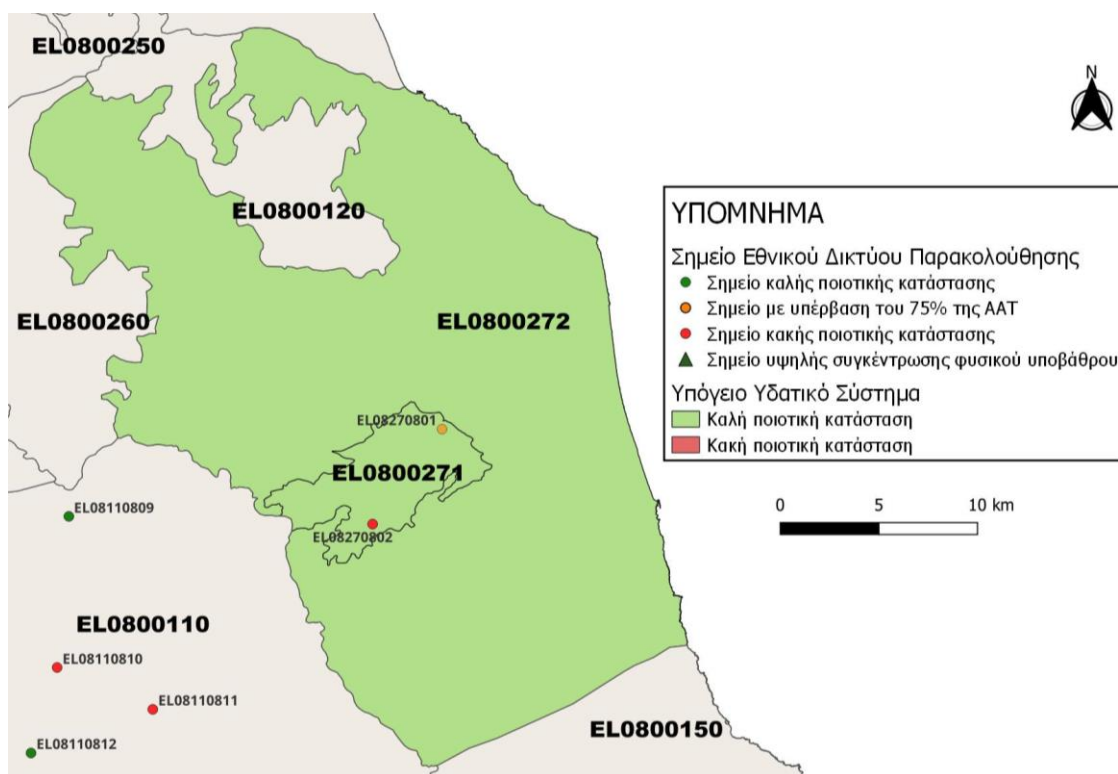 EL0800250
N
EL0800120
ΥΠΟΜΝΗΜΑ
Σημείο Εθνικού Δικτύου Παρακολούθησης
Σημείο καλής ποιοτικής κατάστασης
Σημείο με υπέρβαση του 75% της ΑΑΤ
Σημείο κακής ποιοτικής κατάστασης
Σημείο υψηλής συγκέντρωσης φυσικού υποβάθρου
Υπόγειο Υδατικό Σύστημα
Καλή ποιοτική κατάσταση
Κακή ποιοτική κατάσταση
EL0800260
EL0800272
EL08270801
EL0800271
EL08110809
EL08270802
0 5 10 km
EL0800110
EL08110810
EL08110811
EL0800150
EL08110812